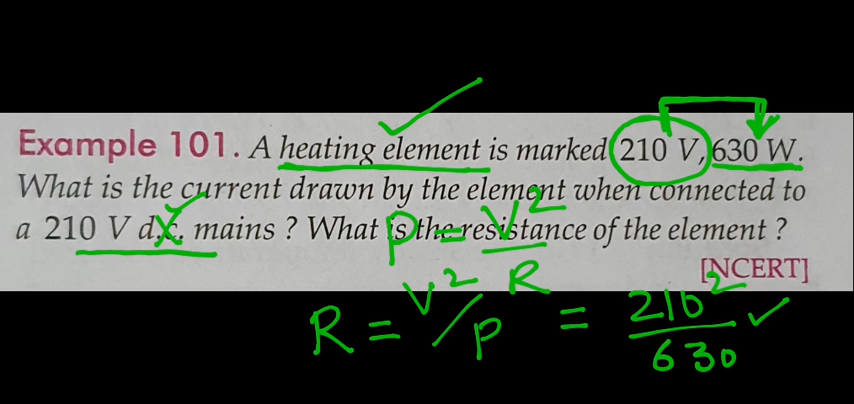 Example 101. A heating element is marked 210 V, 630 W.
What is the current drawn by the element when connected to
a 210 V d.c. mains ? What is the resistance of the element ?
[NCERT]
P = V²/R
R = V²/P = 210²/630